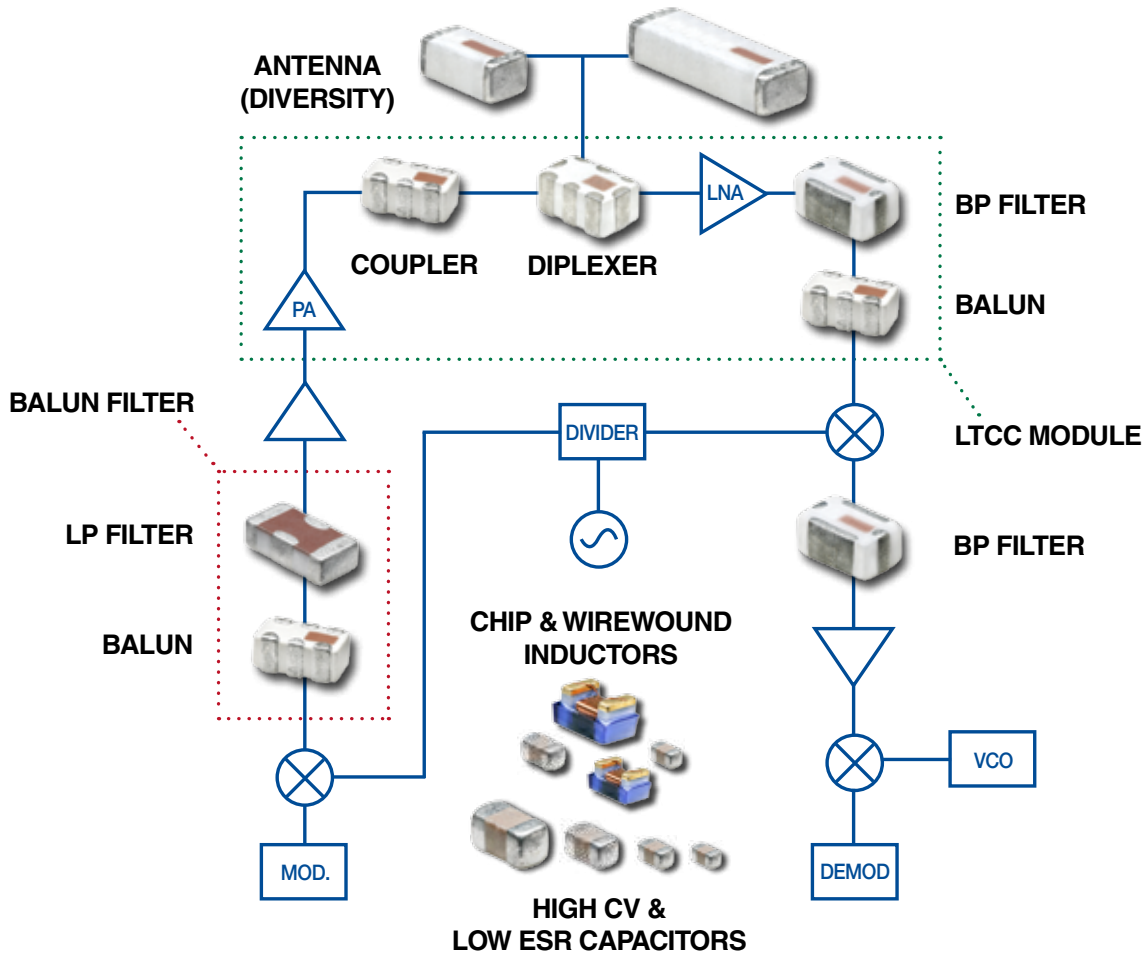 ANTENNA
(DIVERSITY)
LNA
BP FILTER
COUPLER
DIPLEXER
PA
BALUN
BALUN FILTER
DIVIDER
LTCC MODULE
LP FILTER
BP FILTER
CHIP & WIREWOUND
INDUCTORS
BALUN
VCO
MOD.
DEMOD
HIGH CV &
LOW ESR CAPACITORS